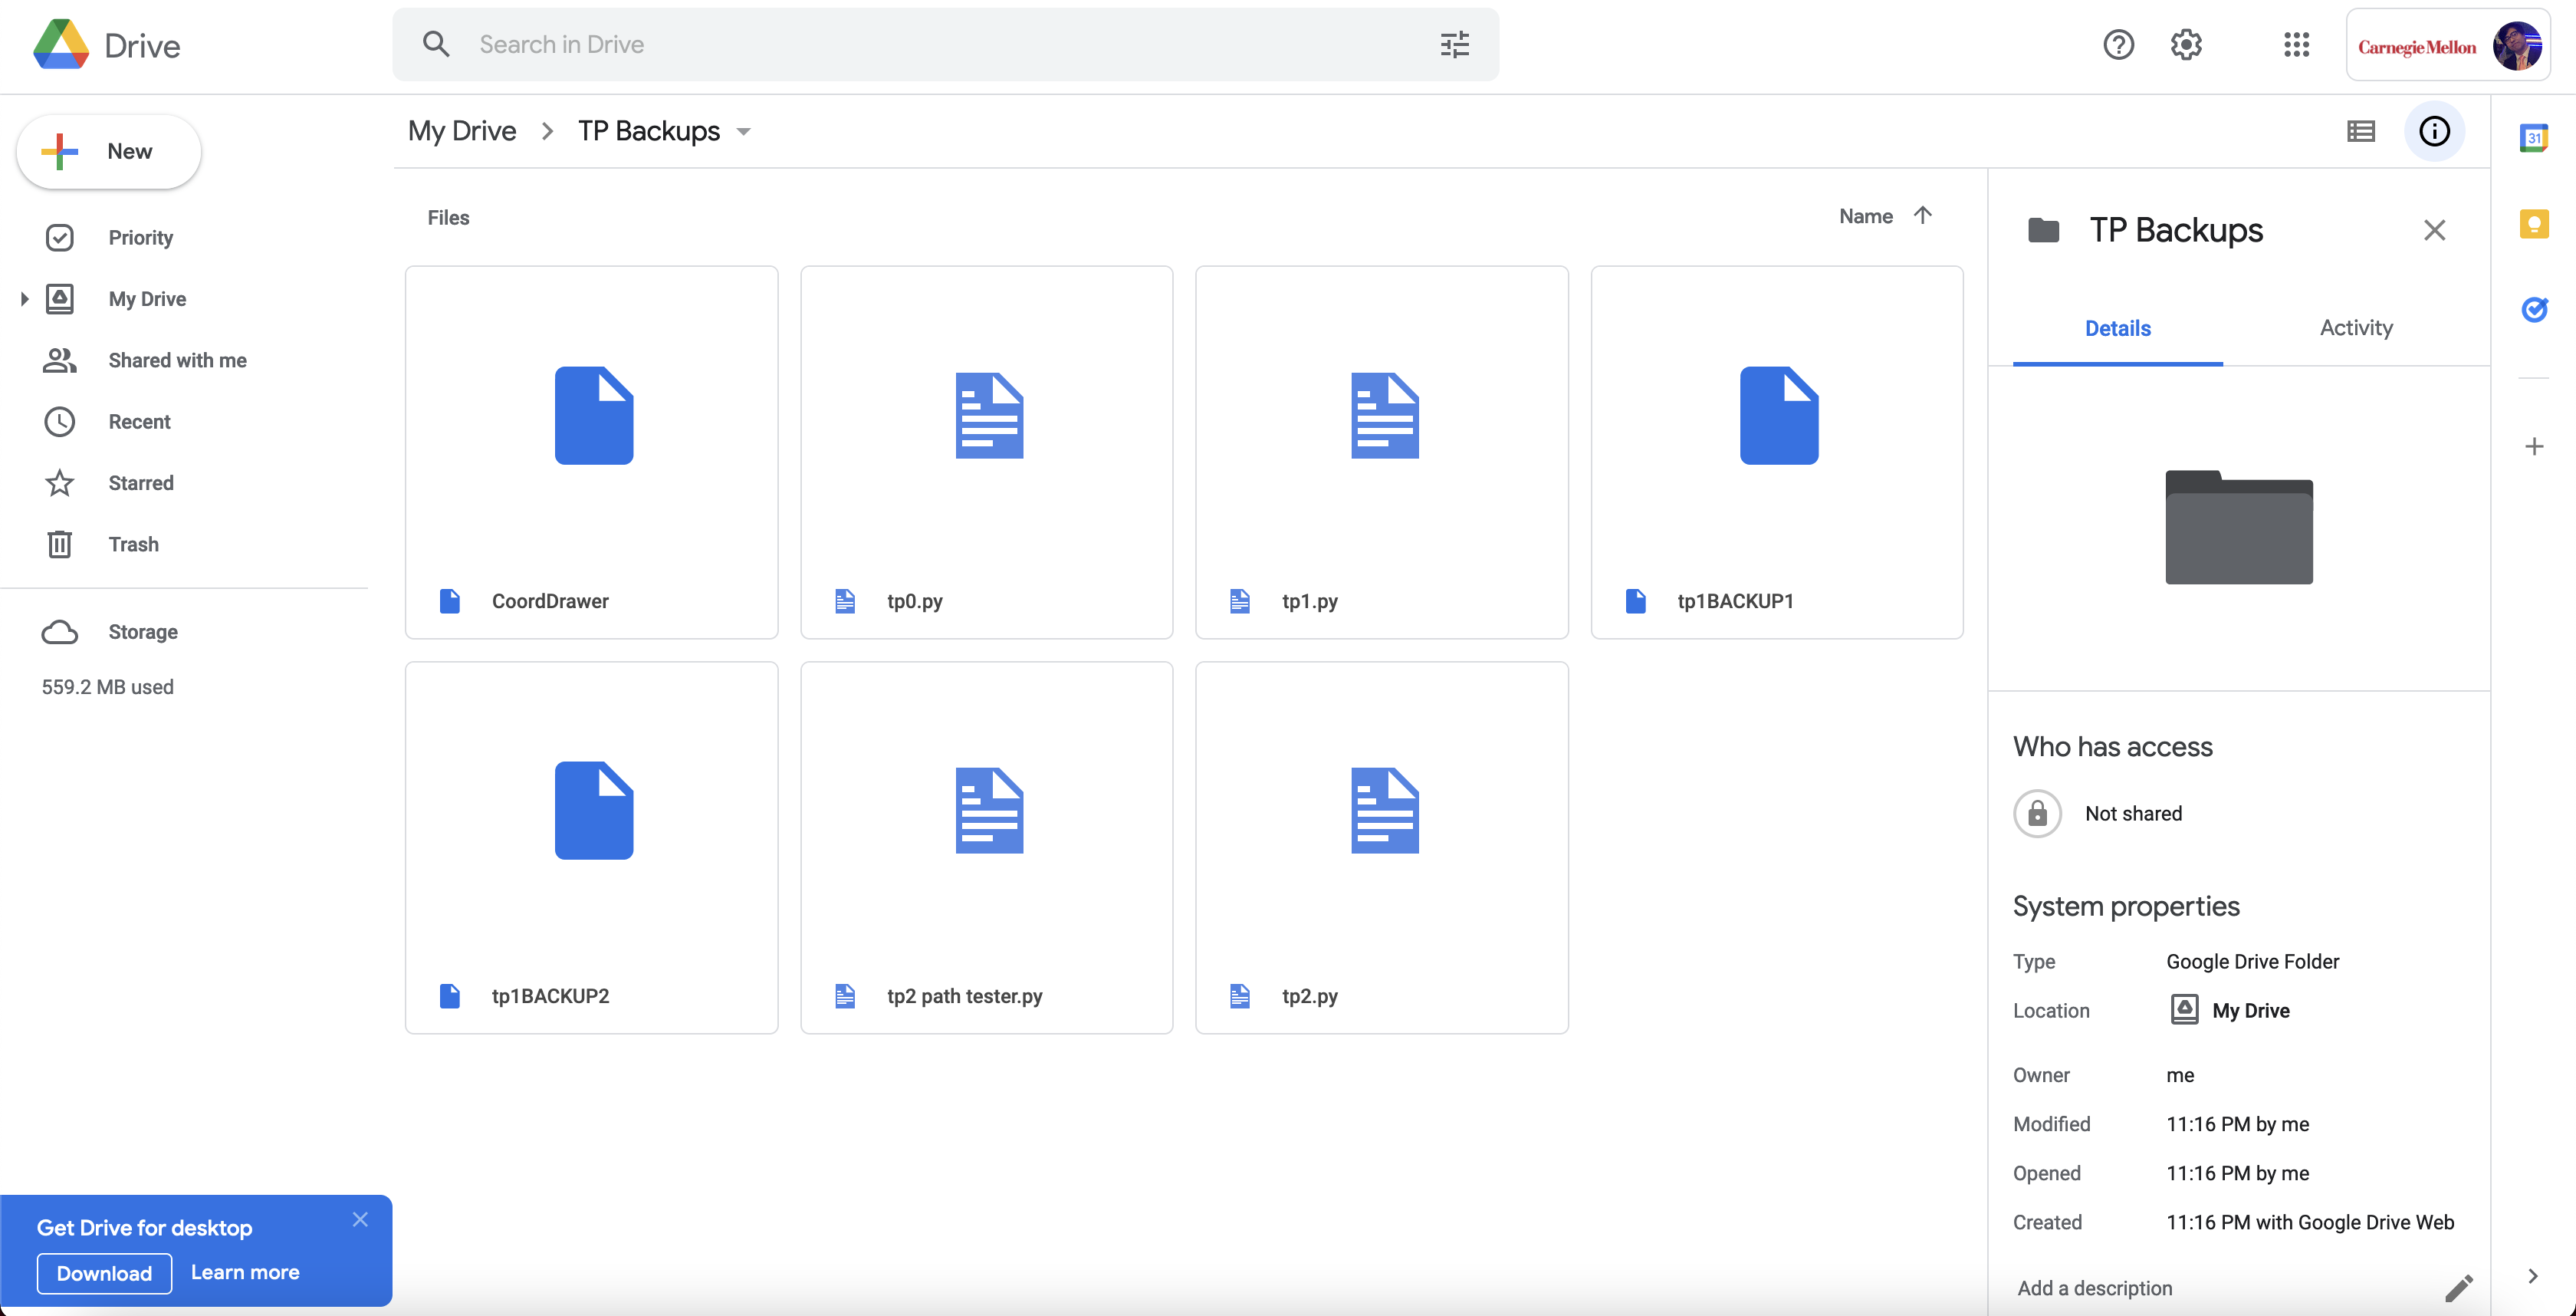 Drive
Search in Drive
Carnegie Mellon
New
My Drive
TP Backups
31
Priority
My Drive
Shared with me
Recent
Starred
Trash
Storage
559.2 MB used
Files
Name
CoordDrawer
tp0.py
tp1.py
tp1BACKUP1
tp1BACKUP2
tp2 path tester.py
tp2.py
TP Backups
Details
Activity
Who has access
Not shared
System properties
Type Google Drive Folder
Location My Drive
Owner me
Modified 11:16 PM by me
Opened 11:16 PM by me
Created 11:16 PM with Google Drive Web
Add a description
Get Drive for desktop
Download Learn more